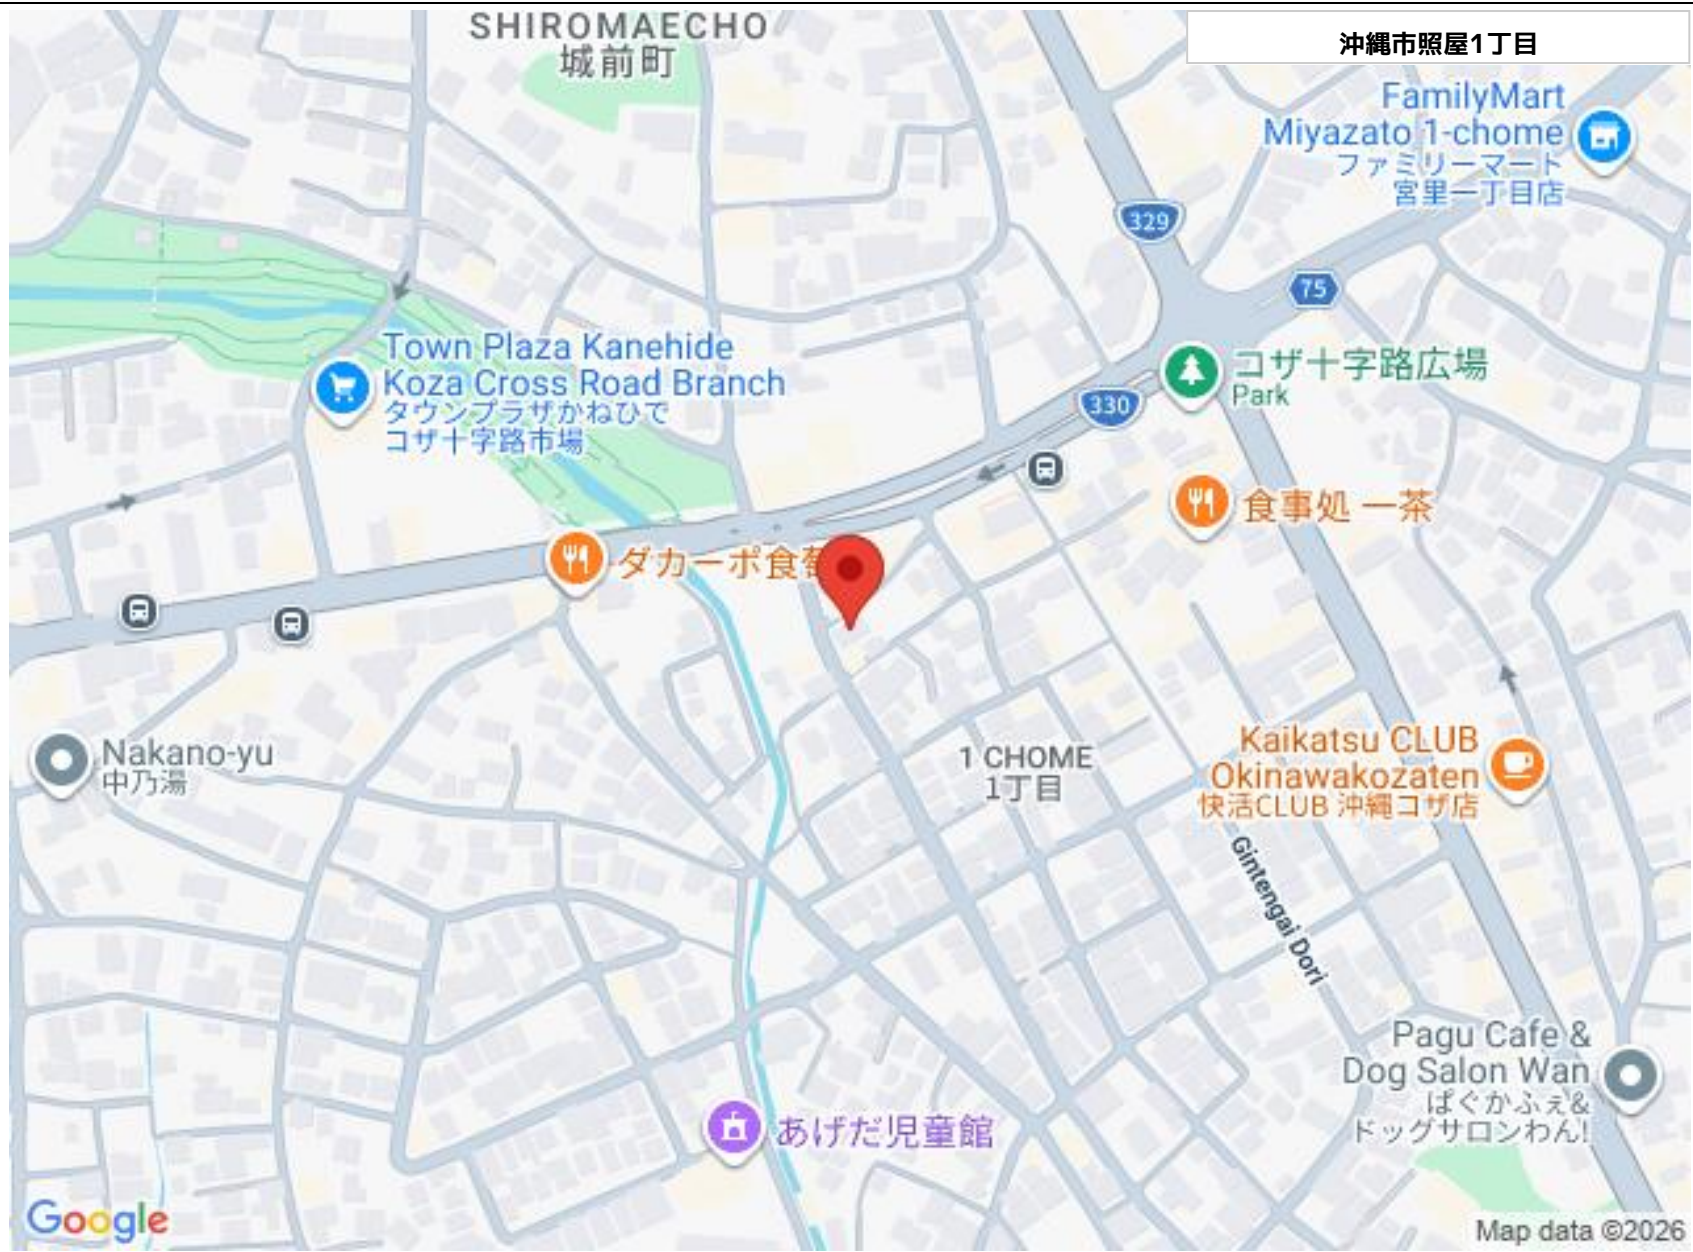 SHIROMAECHO
城前町
沖縄市照屋1丁目
FamilyMart
Miyazato 1-chome
ファミリーマート
宮里一丁目店
329
75
Town Plaza Kanehide
Koza Cross Road Branch
タウンプラザかねひで
コザ十字路市場
コザ十字路広場
Park
330
食事処 一茶
ダカーポ食
Nakano-yu
中乃湯
1 CHOME
1丁目
Kaikatsu CLUB
Okinawakozaten
快活CLUB 沖縄コザ店
Gintengai Dori
Pagu Cafe &
Dog Salon Wan
ぱぐかふぇ&
ドッグサロンわん!
あげだ児童館
Google
Map data ©2026